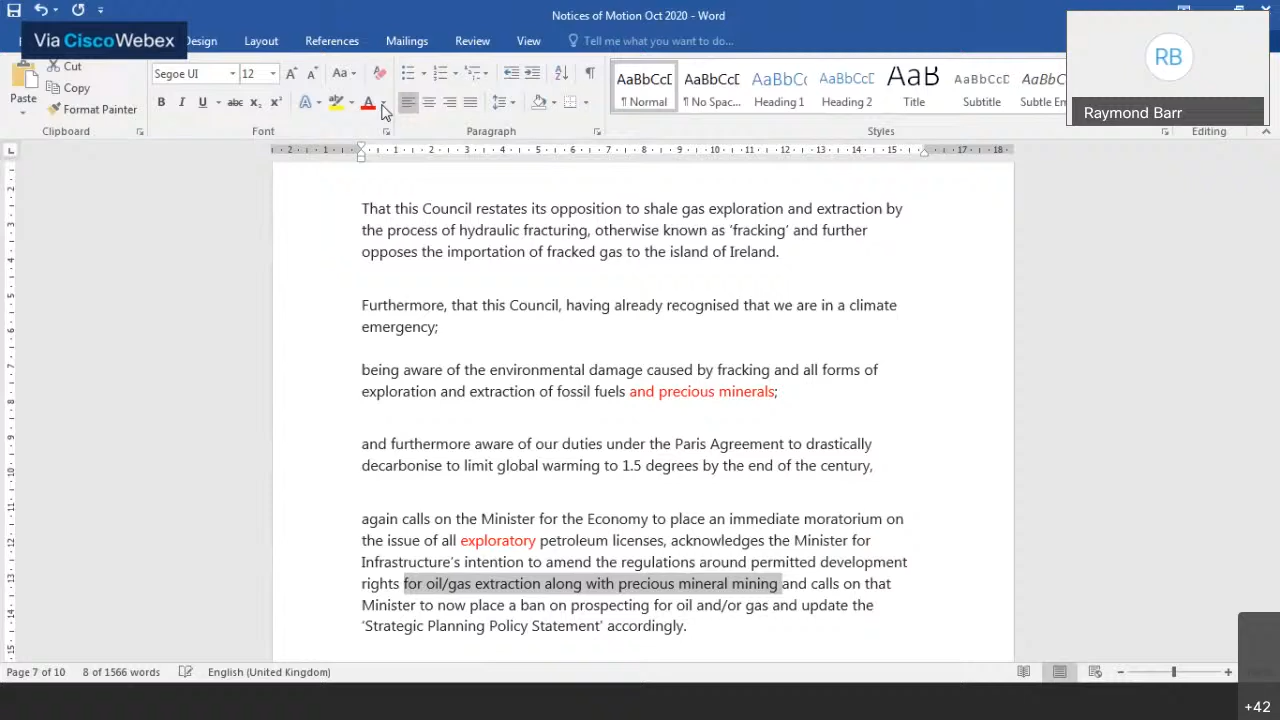 Notices of Motion Oct 2020 - Word
Via CiscoWebex
Design Layout References Mailings Review View Tell me what you want to do...
Paste
Cut
Copy
Format Painter
Clipboard
Segoe UI 12
Font
Paragraph
AaBbCcD ¶ Normal
AaBbCcD ¶ No Spac...
AaBbCc Heading 1
AaBbCcD Heading 2
AaB Title
AaBbCcD Subtitle
AaBbCc Subtle Em
Styles
Editing
RB
Raymond Barr
That this Council restates its opposition to shale gas exploration and extraction by
the process of hydraulic fracturing, otherwise known as ‘fracking’ and further
opposes the importation of fracked gas to the island of Ireland.
Furthermore, that this Council, having already recognised that we are in a climate
emergency;
being aware of the environmental damage caused by fracking and all forms of
exploration and extraction of fossil fuels and precious minerals;
and furthermore aware of our duties under the Paris Agreement to drastically
decarbonise to limit global warming to 1.5 degrees by the end of the century,
again calls on the Minister for the Economy to place an immediate moratorium on
the issue of all exploratory petroleum licenses, acknowledges the Minister for
Infrastructure’s intention to amend the regulations around permitted development
rights for oil/gas extraction along with precious mineral mining and calls on that
Minister to now place a ban on prospecting for oil and/or gas and update the
‘Strategic Planning Policy Statement’ accordingly.
Page 7 of 10 8 of 1566 words English (United Kingdom)
+42